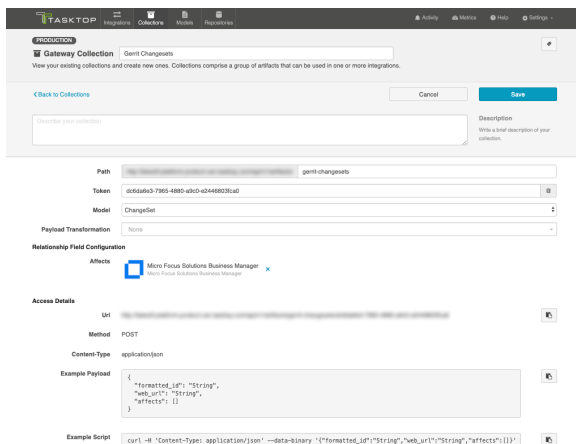 TASKTOP
Integrations
Collections
Models
Repositories
Activity
Metrics
Help
Settings
PRODUCTION
Gateway Collection
Gerrit Changesets
View your existing collections and create new ones. Collections comprise a group of artifacts that can be used in one or more integrations.
Back to Collections
Cancel
Save
Describe your collection
Description
Write a brief description of your
collection.
Path
gerrit-changesets
Token
dc6da6e3-7965-4880-a9c0-e2446803fca0
Model
ChangeSet
Payload Transformation
None
Relationship Field Configuration
Affects
Micro Focus Solutions Business Manager
Micro Focus Solutions Business Manager
Access Details
Url
Method
POST
Content-Type
application/json
Example Payload
{
"formatted_id": "String",
"web_url": "String",
"affects": []
}
Example Script
curl -H 'Content-Type: application/json' --data-binary '{"formatted_id":"String","web_url":"String","affects":[]}'